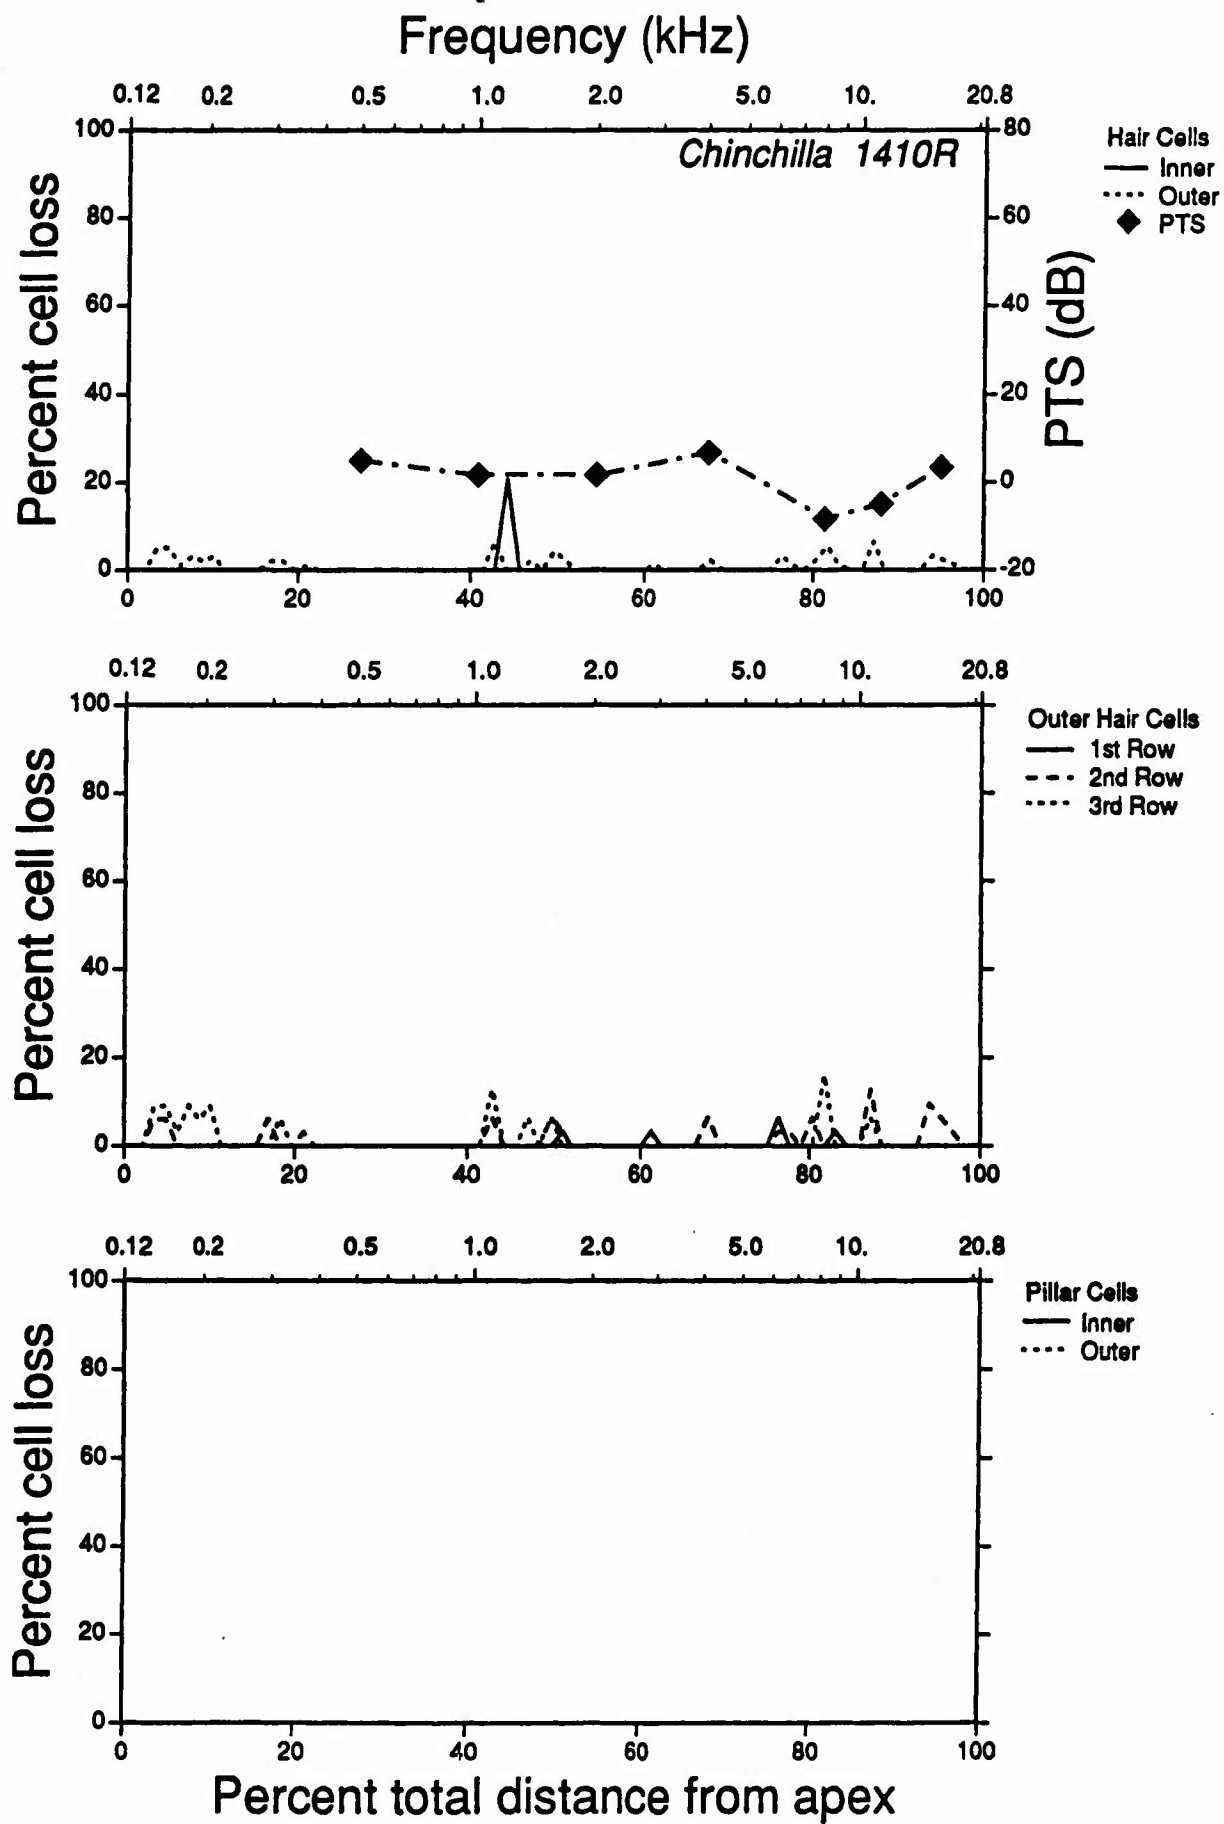 Frequency (kHz)
0.12 0.2 0.5 1.0 2.0 5.0 10. 20.8
100 80
Chinchilla 1410R
Hair Cells
Inner
Outer
PTS
80 60
60 40
40 20
20 0
0 -20
Percent cell loss
PTS (dB)
0 20 40 60 80 100
0.12 0.2 0.5 1.0 2.0 5.0 10. 20.8
100
Outer Hair Cells
1st Row
2nd Row
3rd Row
80
60
40
20
0
Percent cell loss
0 20 40 60 80 100
0.12 0.2 0.5 1.0 2.0 5.0 10. 20.8
100
Pillar Cells
Inner
Outer
80
60
40
20
0
Percent cell loss
0 20 40 60 80 100
Percent total distance from apex